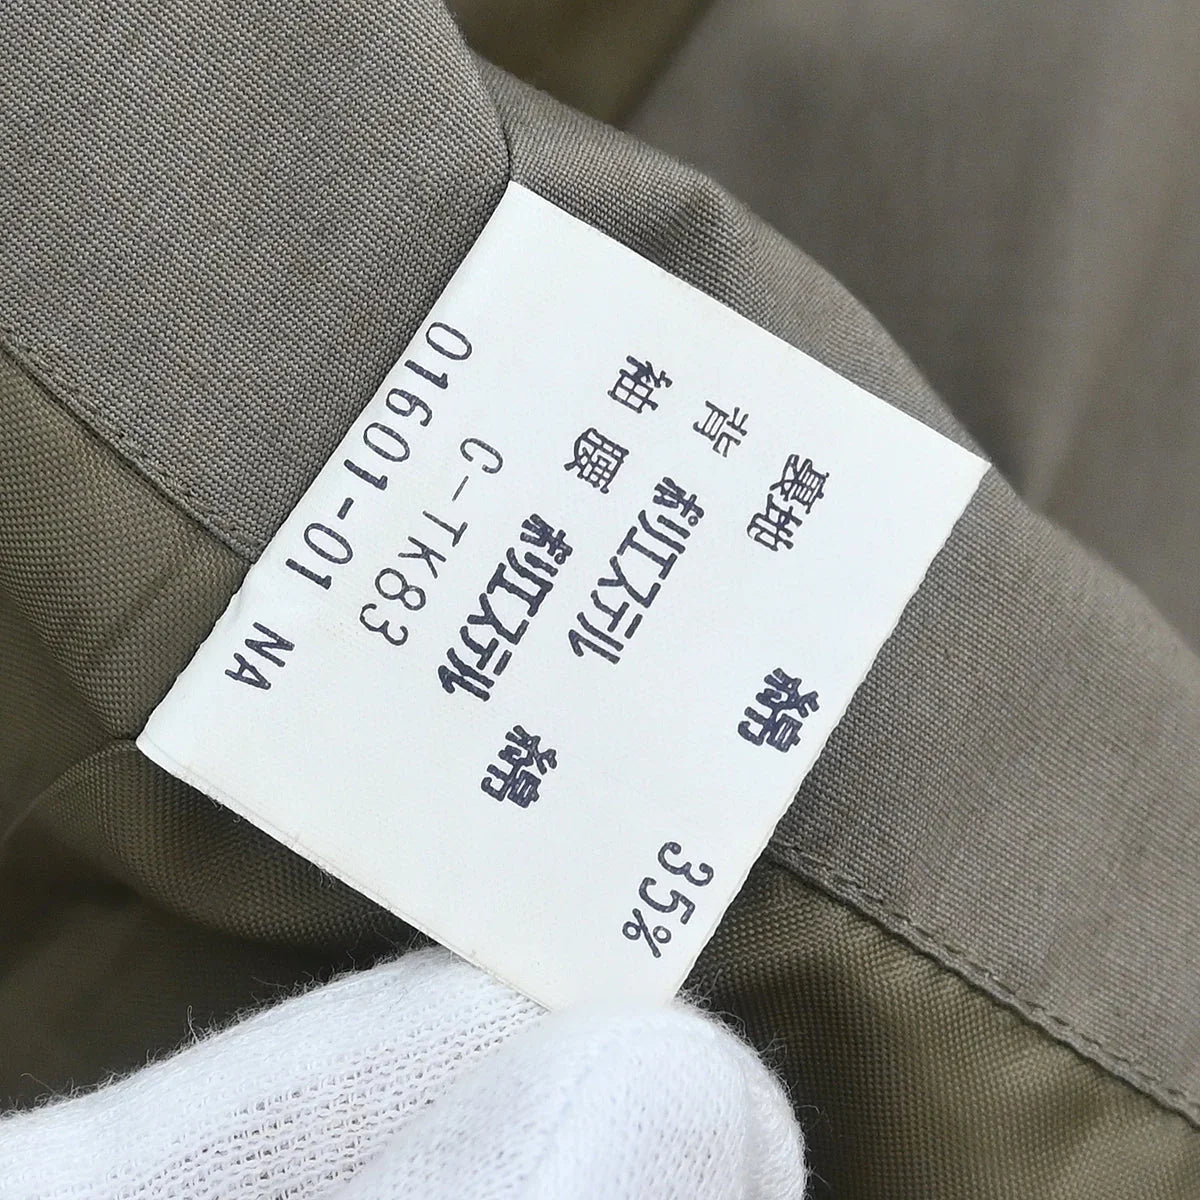 綿 35%
裏地
背 ポリエステル 綿
袖 腰 ポリエステル
C-TK83
01601-01 NA